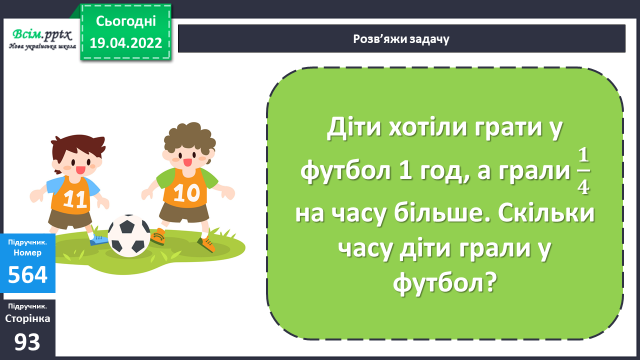 Всім.pptx
Нова українська школа
Сьогодні
19.04.2022
Розв’яжи задачу
Діти хотіли грати у
футбол 1 год, а грали 1/4
на часу більше. Скільки
часу діти грали у
футбол?
11
10
Підручник.
Номер
564
Підручник.
Сторінка
93